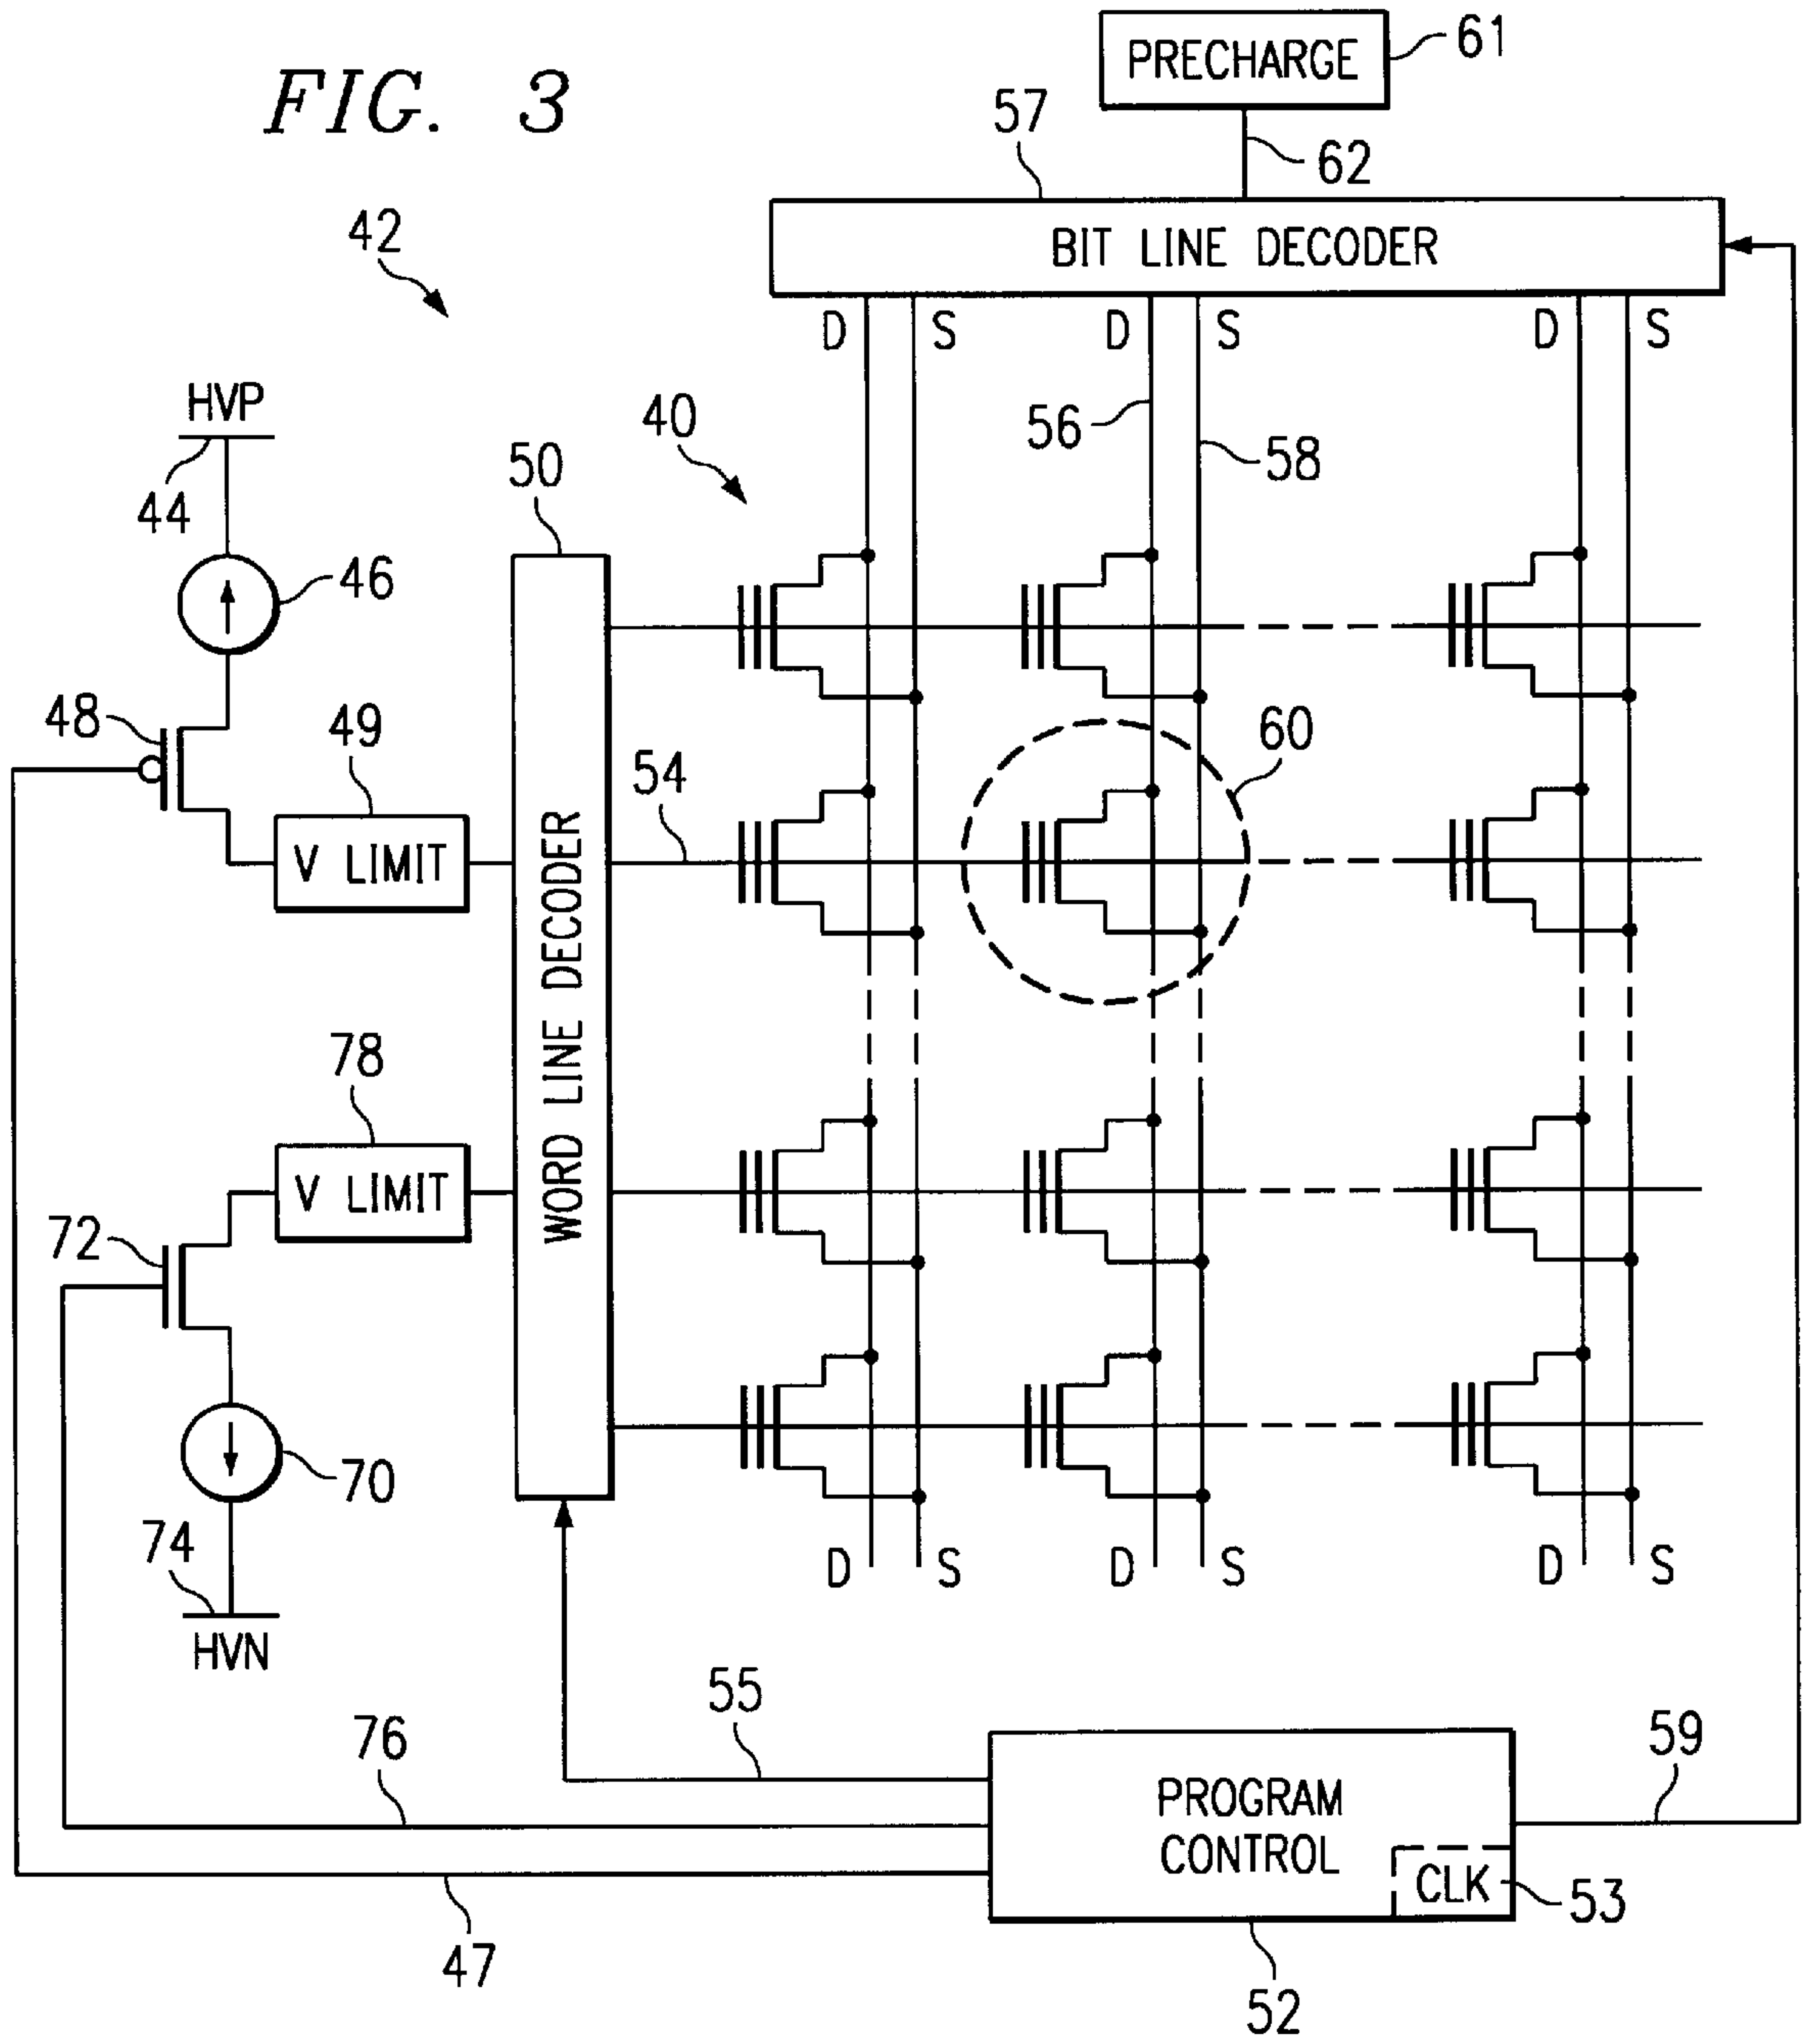 FIG. 3
PRECHARGE
61
57
62
42
BIT LINE DECODER
D S D S D S
HVP
40
56
58
44
50
46
48
49
54
60
V LIMIT
WORD LINE DECODER
78
V LIMIT
72
70
74
HVN
D S D S D S
55
76
59
PROGRAM
CONTROL
CLK
53
47
52